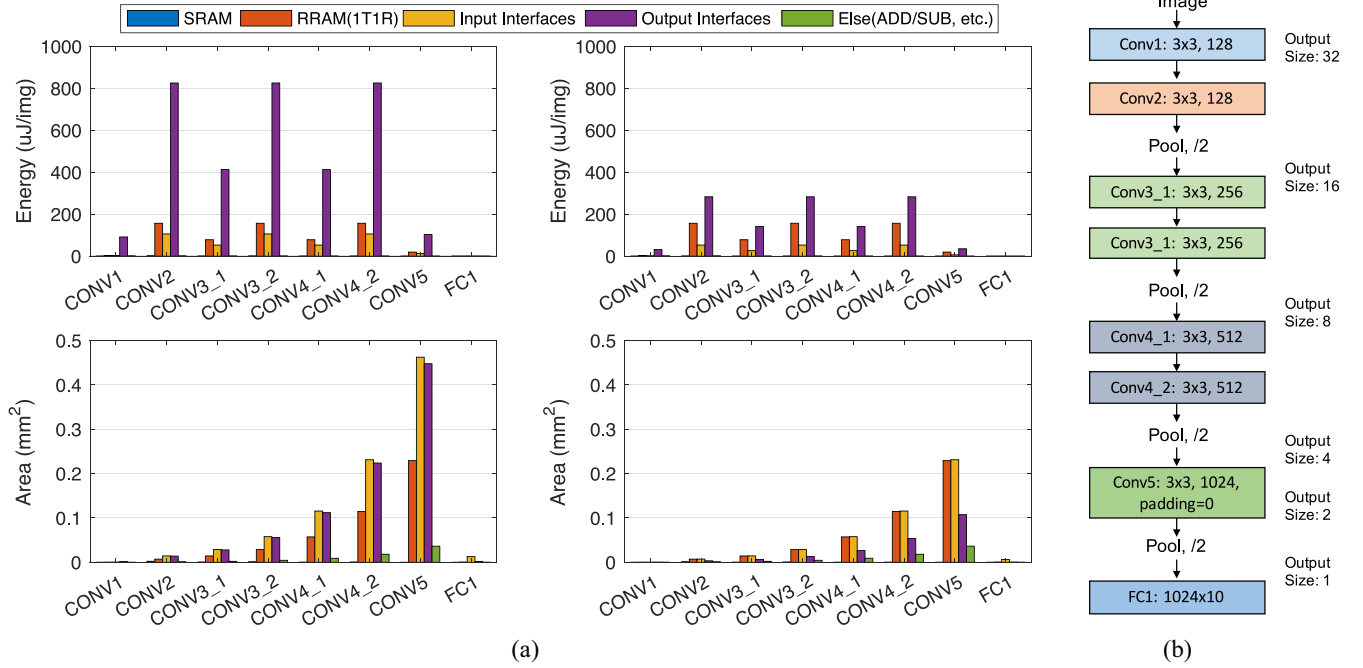 SRAM RRAM(1T1R) Input Interfaces Output Interfaces Else(ADD/SUB, etc.)
1000
800
600
400
200
0
Energy (uJ/img)
CONV1 CONV2 CONV3_1 CONV3_2 CONV4_1 CONV4_2 CONV5 FC1
1000
800
600
400
200
0
Energy (uJ/img)
CONV1 CONV2 CONV3_1 CONV3_2 CONV4_1 CONV4_2 CONV5 FC1
0.5
0.4
0.3
0.2
0.1
0
Area (mm²)
CONV1 CONV2 CONV3_1 CONV3_2 CONV4_1 CONV4_2 CONV5 FC1
0.5
0.4
0.3
0.2
0.1
0
Area (mm²)
CONV1 CONV2 CONV3_1 CONV3_2 CONV4_1 CONV4_2 CONV5 FC1
(a)
Image
Conv1: 3x3, 128
Output
Size: 32
Conv2: 3x3, 128
Pool, /2
Output
Size: 16
Conv3_1: 3x3, 256
Conv3_1: 3x3, 256
Pool, /2
Output
Size: 8
Conv4_1: 3x3, 512
Conv4_2: 3x3, 512
Pool, /2
Output
Size: 4
Conv5: 3x3, 1024,
padding=0
Output
Size: 2
Pool, /2
Output
Size: 1
FC1: 1024x10
(b)